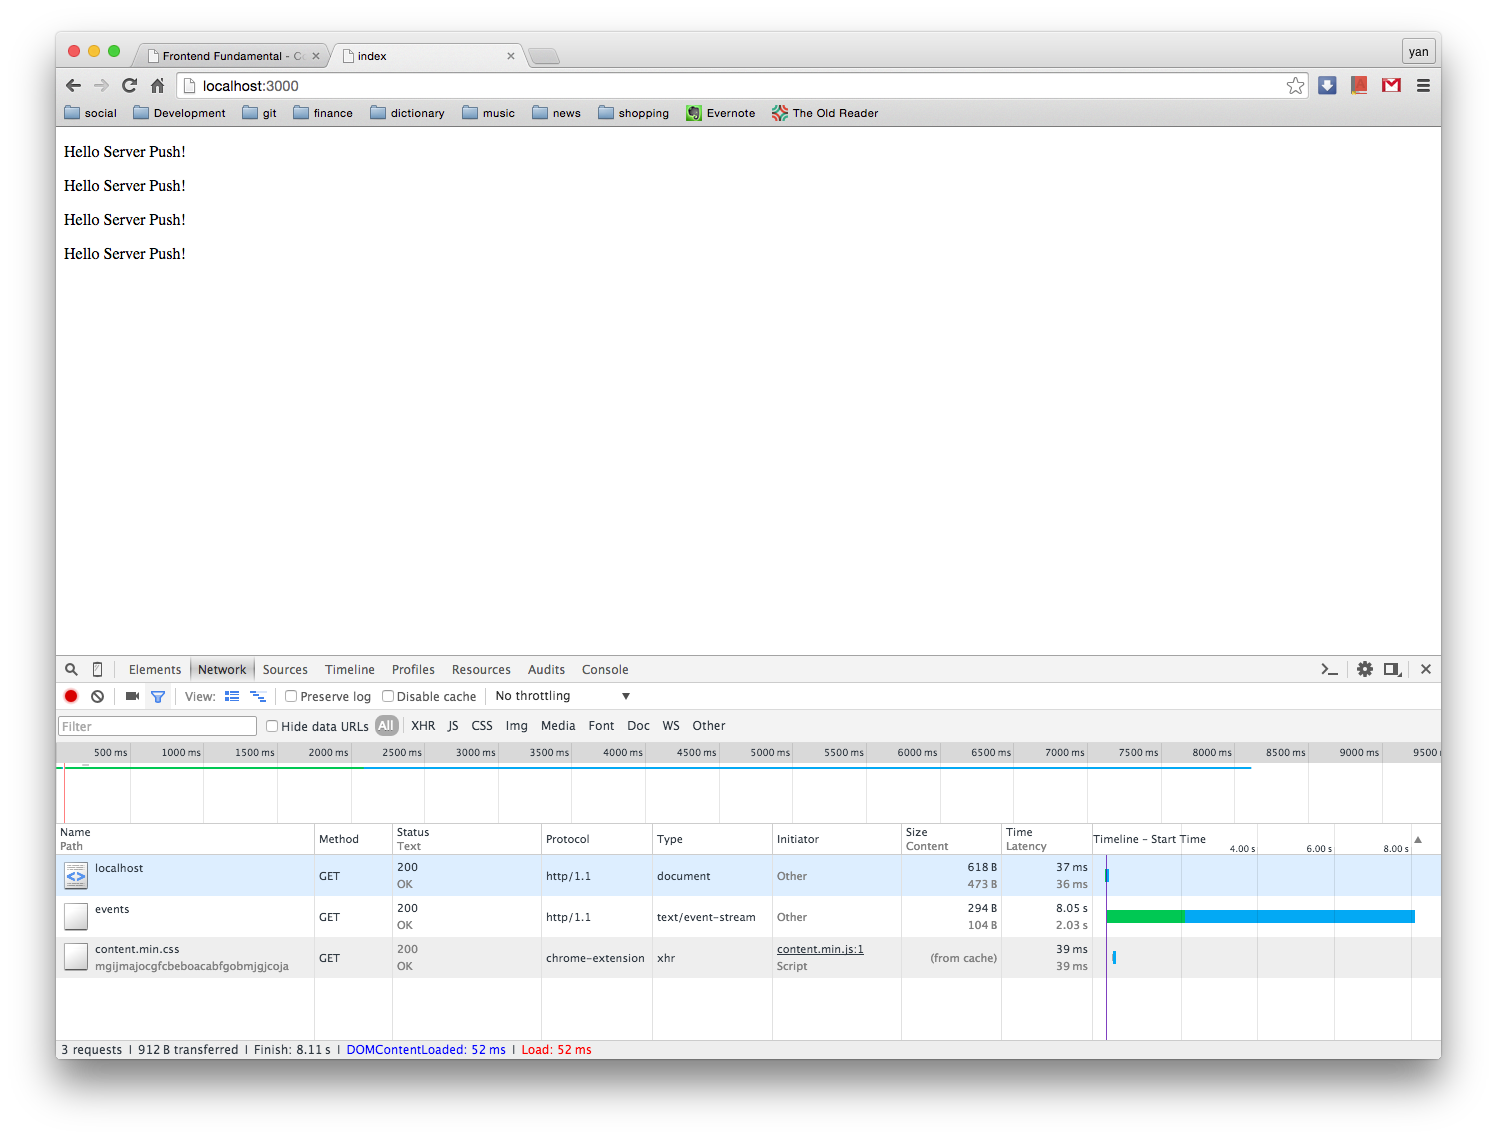 Frontend Fundamental - Co
index
yan
localhost:3000
social Development git finance dictionary music news shopping Evernote The Old Reader
Hello Server Push!
Hello Server Push!
Hello Server Push!
Hello Server Push!
Elements Network Sources Timeline Profiles Resources Audits Console
View: Preserve log Disable cache No throttling
Filter Hide data URLs All XHR JS CSS Img Media Font Doc WS Other
500 ms 1000 ms 1500 ms 2000 ms 2500 ms 3000 ms 3500 ms 4000 ms 4500 ms 5000 ms 5500 ms 6000 ms 6500 ms 7000 ms 7500 ms 8000 ms 8500 ms 9000 ms 9500
Name Method Status Protocol Type Initiator Size Time Timeline – Start Time
Path Text Content Latency 4.00 s 6.00 s 8.00 s
localhost GET 200 http/1.1 document Other 618 B 37 ms
OK 473 B 36 ms
events GET 200 http/1.1 text/event-stream Other 294 B 8.05 s
OK 104 B 2.03 s
content.min.css GET 200 chrome-extension xhr content.min.js:1 (from cache) 39 ms
mgijmajocgfcbeboacabfgobmjgjcoja OK Script 39 ms
3 requests | 912 B transferred | Finish: 8.11 s | DOMContentLoaded: 52 ms | Load: 52 ms